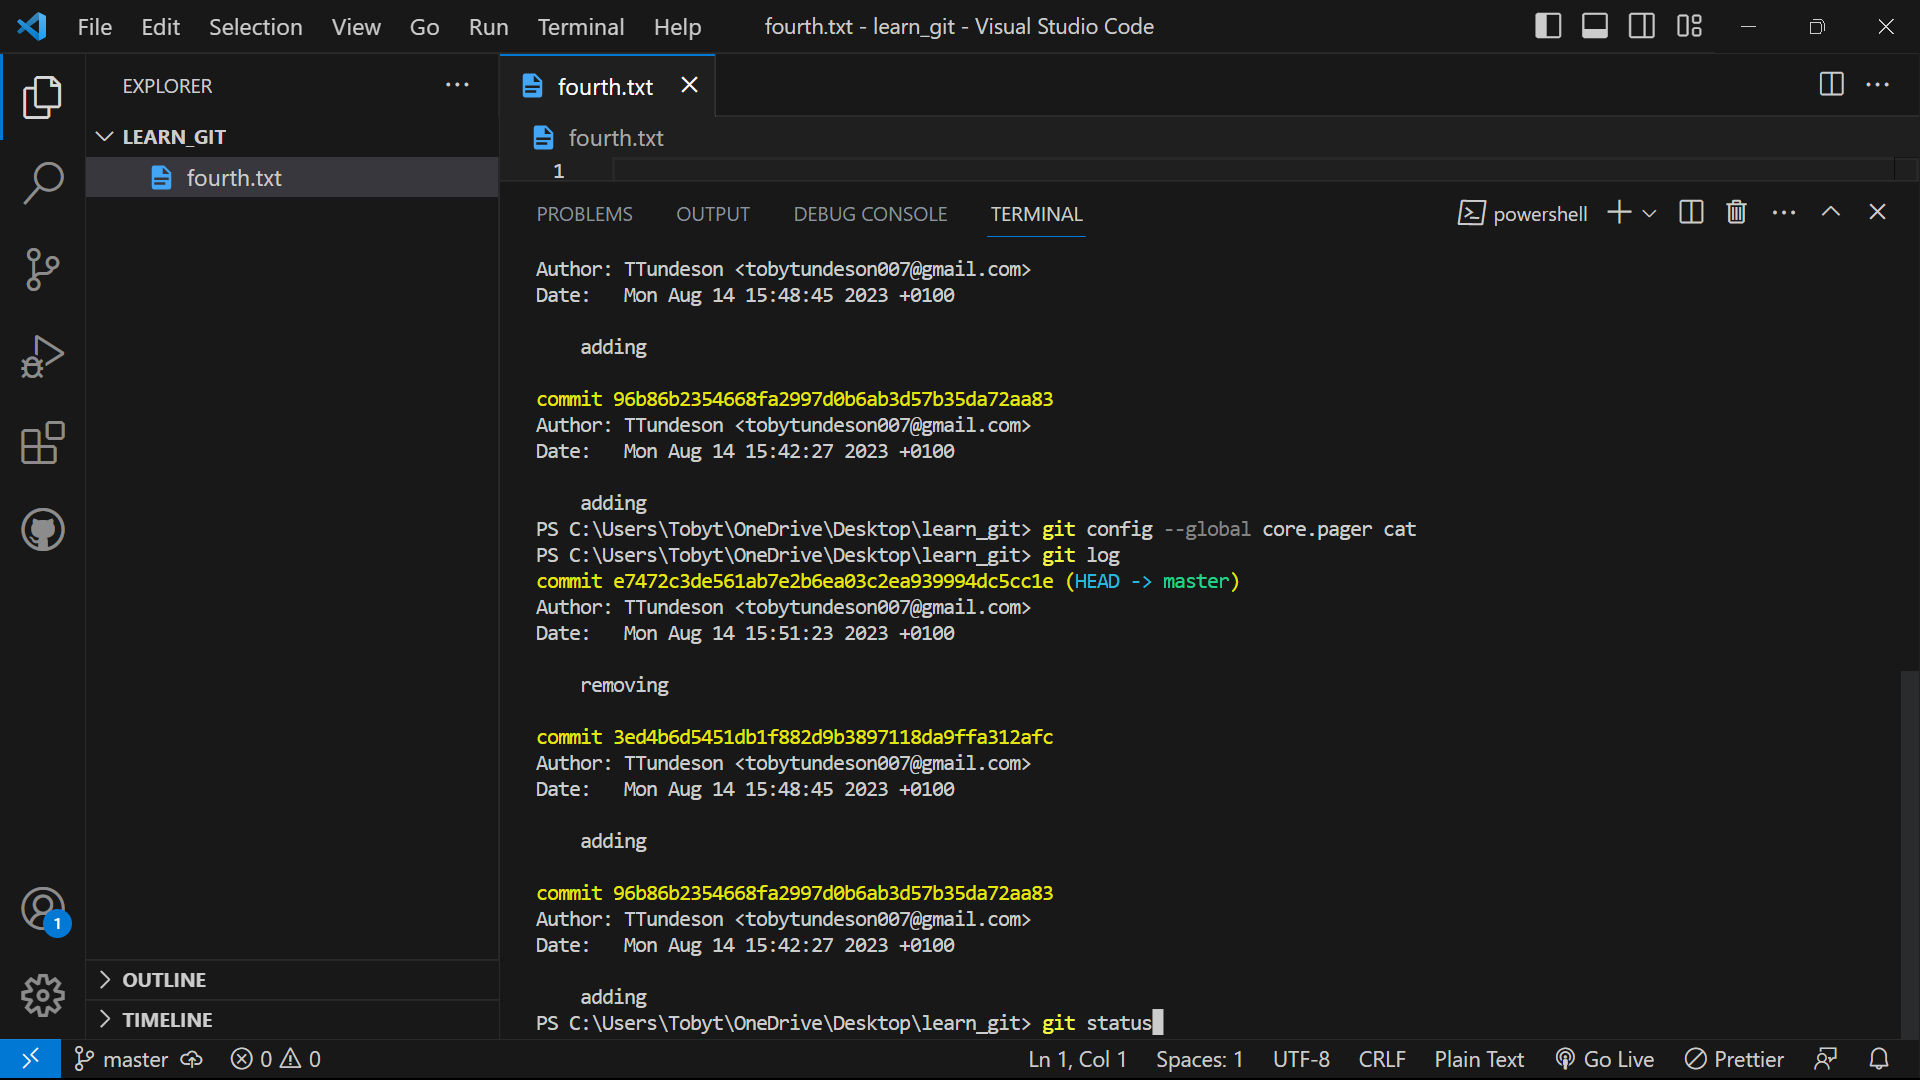 File Edit Selection View Go Run Terminal Help fourth.txt - learn_git - Visual Studio Code
EXPLORER
LEARN_GIT
fourth.txt
OUTLINE
TIMELINE
fourth.txt
fourth.txt
1
PROBLEMS OUTPUT DEBUG CONSOLE TERMINAL powershell
Author: TTundeson <tobytundeson007@gmail.com>
Date:   Mon Aug 14 15:48:45 2023 +0100
adding
commit 96b86b2354668fa2997d0b6ab3d57b35da72aa83
Author: TTundeson <tobytundeson007@gmail.com>
Date:   Mon Aug 14 15:42:27 2023 +0100
adding
PS C:\Users\Tobyt\OneDrive\Desktop\learn_git> git config --global core.pager cat
PS C:\Users\Tobyt\OneDrive\Desktop\learn_git> git log
commit e7472c3de561ab7e2b6ea03c2ea939994dc5cc1e (HEAD -> master)
Author: TTundeson <tobytundeson007@gmail.com>
Date:   Mon Aug 14 15:51:23 2023 +0100
removing
commit 3ed4b6d5451db1f882d9b3897118da9ffa312afc
Author: TTundeson <tobytundeson007@gmail.com>
Date:   Mon Aug 14 15:48:45 2023 +0100
adding
commit 96b86b2354668fa2997d0b6ab3d57b35da72aa83
Author: TTundeson <tobytundeson007@gmail.com>
Date:   Mon Aug 14 15:42:27 2023 +0100
adding
PS C:\Users\Tobyt\OneDrive\Desktop\learn_git> git status
1
master 0 0 Ln 1, Col 1 Spaces: 1 UTF-8 CRLF Plain Text Go Live Prettier